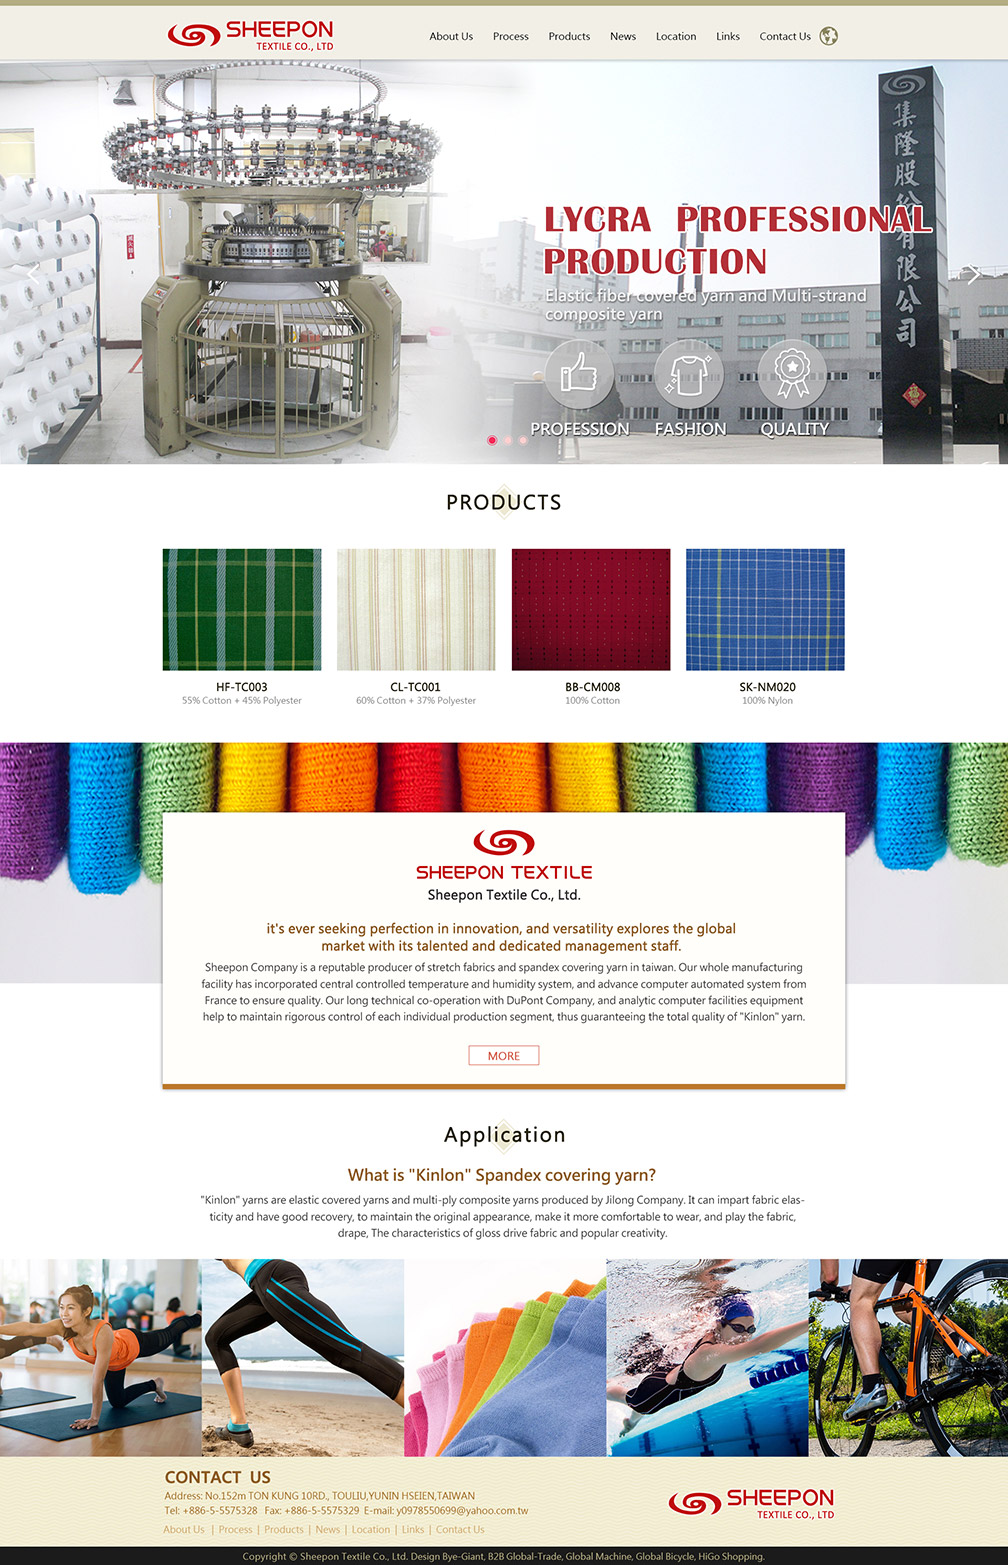 SHEEPON
TEXTILE CO., LTD
About Us Process Products News Location Links Contact Us
集隆股份有限公司
LYCRA PROFESSIONAL
PRODUCTION
Elastic fiber covered yarn and Multi-strand
composite yarn
PROFESSION FASHION QUALITY
PRODUCTS
HF-TC003
55% Cotton + 45% Polyester
CL-TC001
60% Cotton + 37% Polyester
BB-CM008
100% Cotton
SK-NM020
100% Nylon
SHEEPON TEXTILE
Sheepon Textile Co., Ltd.
it's ever seeking perfection in innovation, and versatility explores the global
market with its talented and dedicated management staff.
Sheepon Company is a reputable producer of stretch fabrics and spandex covering yarn in taiwan. Our whole manufacturing
facility has incorporated central controlled temperature and humidity system, and advance computer automated system from
France to ensure quality. Our long technical co-operation with DuPont Company, and analytic computer facilities equipment
help to maintain rigorous control of each individual production segment, thus guaranteeing the total quality of "Kinlon" yarn.
MORE
Application
What is "Kinlon" Spandex covering yarn?
"Kinlon" yarns are elastic covered yarns and multi-ply composite yarns produced by Jilong Company. It can impart fabric elas-
ticity and have good recovery, to maintain the original appearance, make it more comfortable to wear, and play the fabric,
drape, The characteristics of gloss drive fabric and popular creativity.
CONTACT US
Address: No.152m TON KUNG 10RD., TOULIU,YUNIN HSEIEN,TAIWAN
Tel: +886-5-5575328 Fax: +886-5-5575329 E-mail: y0978550699@yahoo.com.tw
About Us | Process | Products | News | Location | Links | Contact Us
SHEEPON
TEXTILE CO., LTD
Copyright © Sheepon Textile Co., Ltd. Design Bye-Giant, B2B Global-Trade, Global Machine, Global Bicycle, HiGo Shopping.